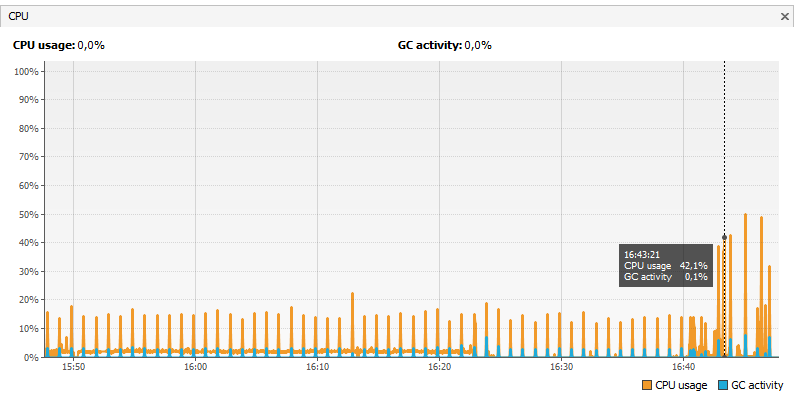 CPU
CPU usage: 0,0% GC activity: 0,0%
100%
90%
80%
70%
60%
50%
40%
30%
20%
10%
0%
16:43:21
CPU usage 42,1%
GC activity 0,1%
15:50 16:00 16:10 16:20 16:30 16:40
CPU usage GC activity